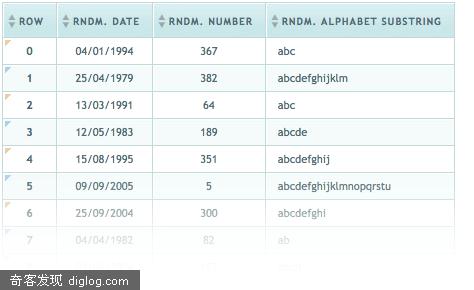 ROW RNDM. DATE RNDM. NUMBER RNDM. ALPHABET SUBSTRING
0 04/01/1994 367 abc
1 25/04/1979 382 abcdefghijklm
2 13/03/1991 64 abc
3 12/05/1983 189 abcde
4 15/08/1995 351 abcdefghij
5 09/09/2005 5 abcdefghijklmnopqrstu
6 25/09/2004 300 abcdefghi
7 04/04/1982 82 ab
奇客发现 diglog.com